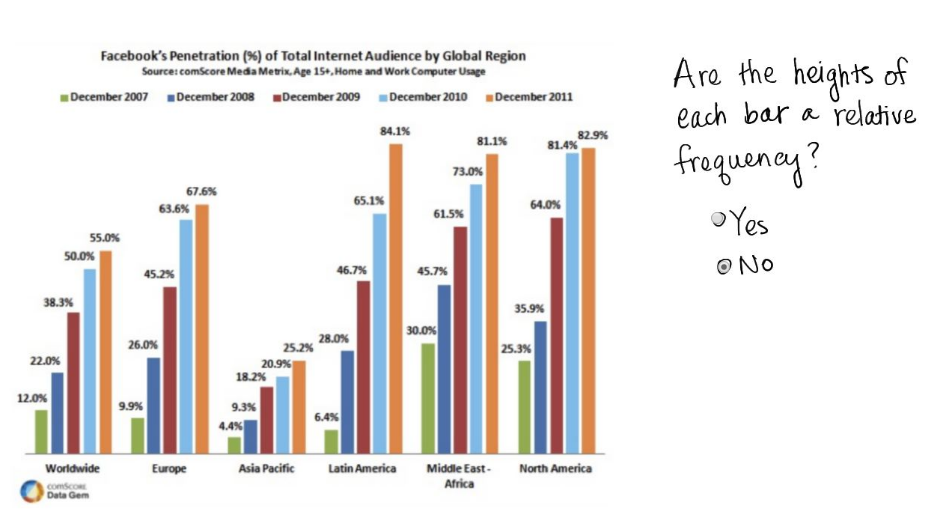 Facebook's Penetration (%) of Total Internet Audience by Global Region
Source: comScore Media Metrix, Age 15+, Home and Work Computer Usage
December 2007 December 2008 December 2009 December 2010 December 2011
12.0% 22.0% 38.3% 50.0% 55.0%
9.9% 26.0% 45.2% 63.6% 67.6%
4.4% 9.3% 18.2% 20.9% 25.2%
6.4% 28.0% 46.7% 65.1% 84.1%
30.0% 45.7% 61.5% 73.0% 81.1%
25.3% 35.9% 64.0% 81.4% 82.9%
Worldwide Europe Asia Pacific Latin America Middle East - North America
Africa
comSCORE
Data Gem
Are the heights of
each bar a relative
frequency?
Yes
No